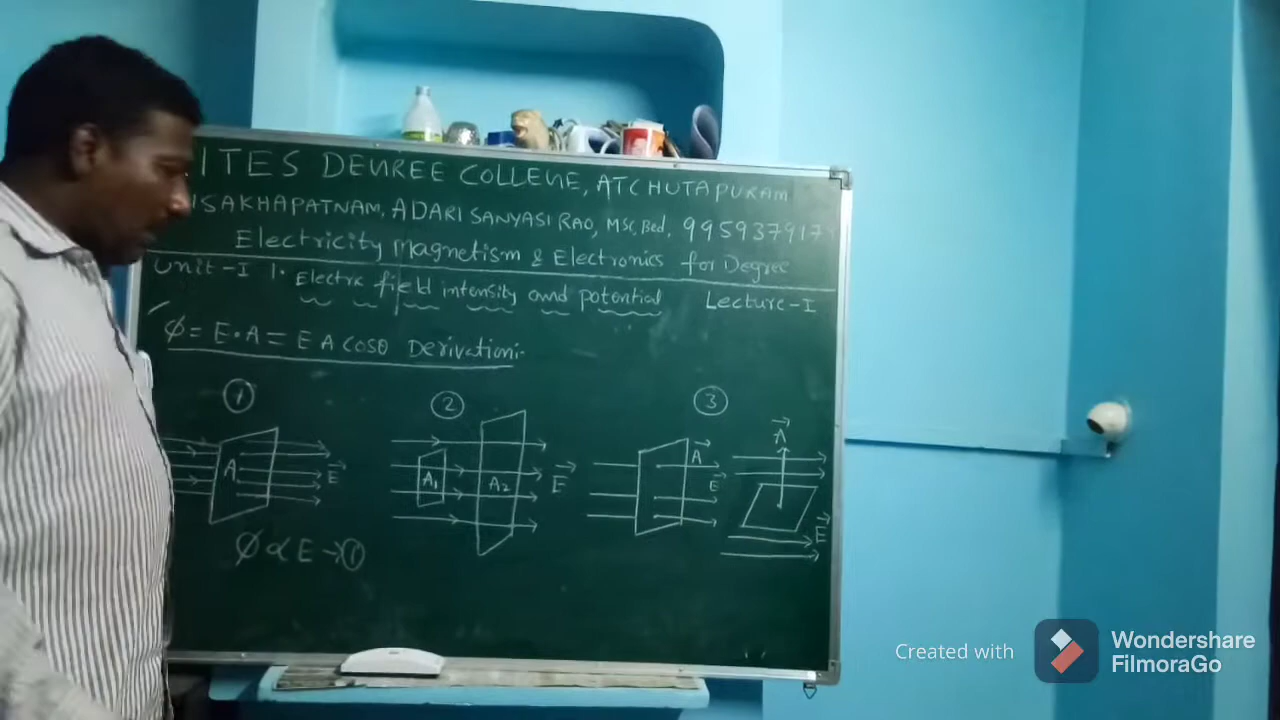 ITES DEGREE COLLEGE, ATCHUTAPURAM
ISAKHAPATNAM, ADARI SANYASI RAO, MSC, Bed, 995937917
Electricity Magnetism & Electronics for Degree
Unit-I 1. Electric field intensity and potential Lecture-I
φ = E•A = E A COSθ Derivation:-
① ② ③
A E⃗
A₁ A₂ E⃗
A⃗ E⃗
A⃗ E⃗
φ ∝ E → ①
Created with Wondershare
FilmoraGo